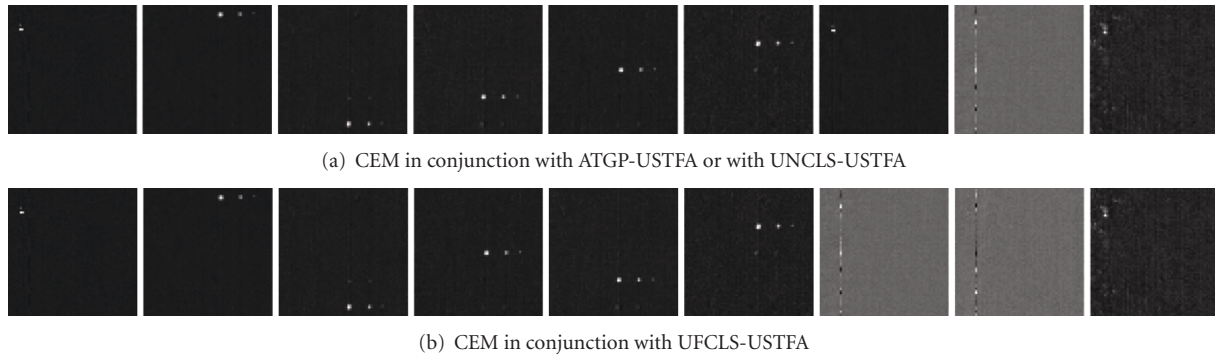 (a) CEM in conjunction with ATGP-USTFA or with UNCLS-USTFA
(b) CEM in conjunction with UFCLS-USTFA